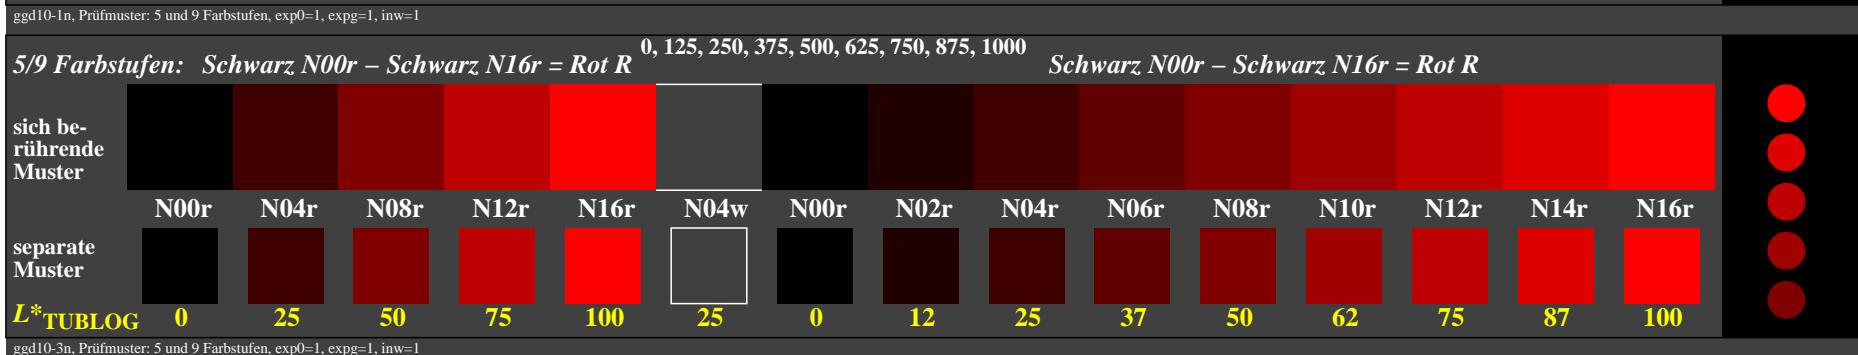 ggd10-1n, Prüfmuster: 5 und 9 Farbstufen, exp0=1, expg=1, inw=1
0, 125, 250, 375, 500, 625, 750, 875, 1000
5/9 Farbstufen: Schwarz N00r – Schwarz N16r = Rot R
Schwarz N00r – Schwarz N16r = Rot R
sich be-
rührende
Muster
N00r N04r N08r N12r N16r N04w N00r N02r N04r N06r N08r N10r N12r N14r N16r
separate
Muster
L*TUBLOG 0 25 50 75 100 25 0 12 25 37 50 62 75 87 100
ggd10-3n, Prüfmuster: 5 und 9 Farbstufen, exp0=1, expg=1, inw=1